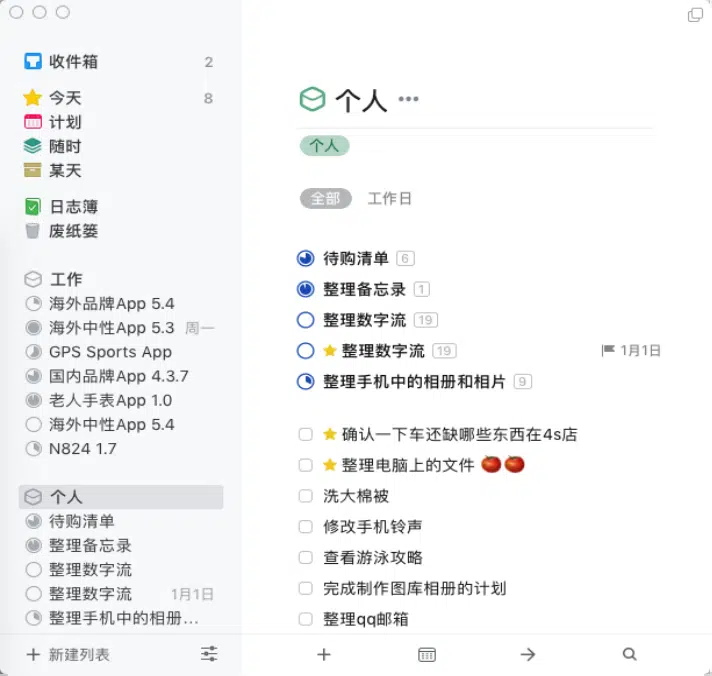 收件箱 2
今天 8
计划
随时
某天
日志簿
废纸篓
工作
海外品牌App 5.4
海外中性App 5.3 周一
GPS Sports App
国内品牌App 4.3.7
老人手表App 1.0
海外中性App 5.4
N824 1.7
个人
待购清单
整理备忘录
整理数字流
整理数字流 1月1日
整理手机中的相册...
新建列表
个人
个人
全部 工作日
待购清单 6
整理备忘录 1
整理数字流 19
整理数字流 19 1月1日
整理手机中的相册和相片 9
确认一下车还缺哪些东西在4s店
整理电脑上的文件
洗大棉被
修改手机铃声
查看游泳攻略
完成制作图库相册的计划
整理qq邮箱